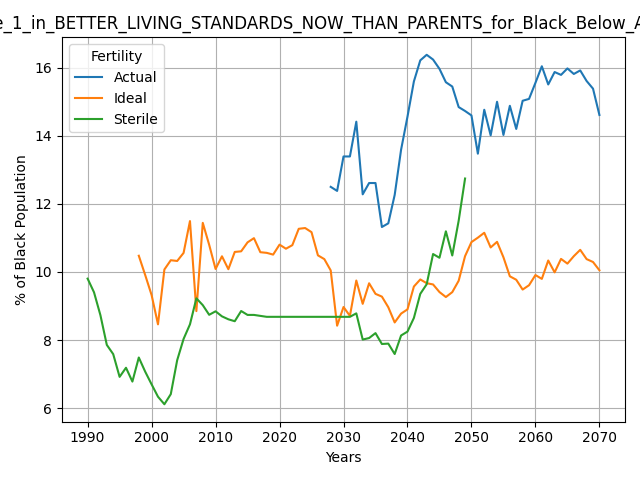 e_1_in_BETTER_LIVING_STANDARDS_NOW_THAN_PARENTS_for_Black_Below_A
Fertility
Actual
Ideal
Sterile
% of Black Population
16
14
12
10
8
6
1990 2000 2010 2020 2030 2040 2050 2060 2070
Years